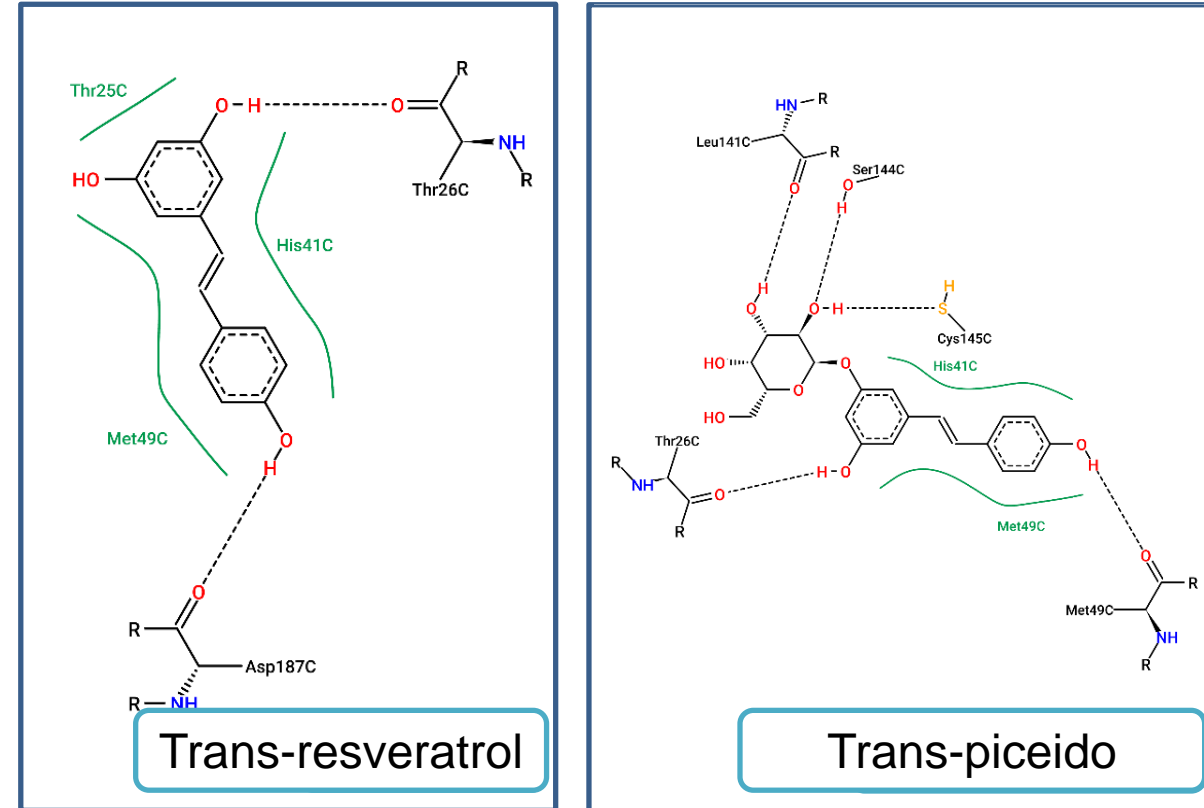 Thr25C
O H O R
NH
R
Thr26C
HO
His41C
Met49C
O
H
O
R
Asp187C
R NH
Trans-resveratrol
HN R
Leu141C
R
O
Ser144C
O
H
H
O
O H
H
S
Cys145C
HO
O
O
HO
His41C
Thr26C
R
NH
O
R
H O
O
H
Met49C
O
R
Met49C
NH
R
Trans-piceido